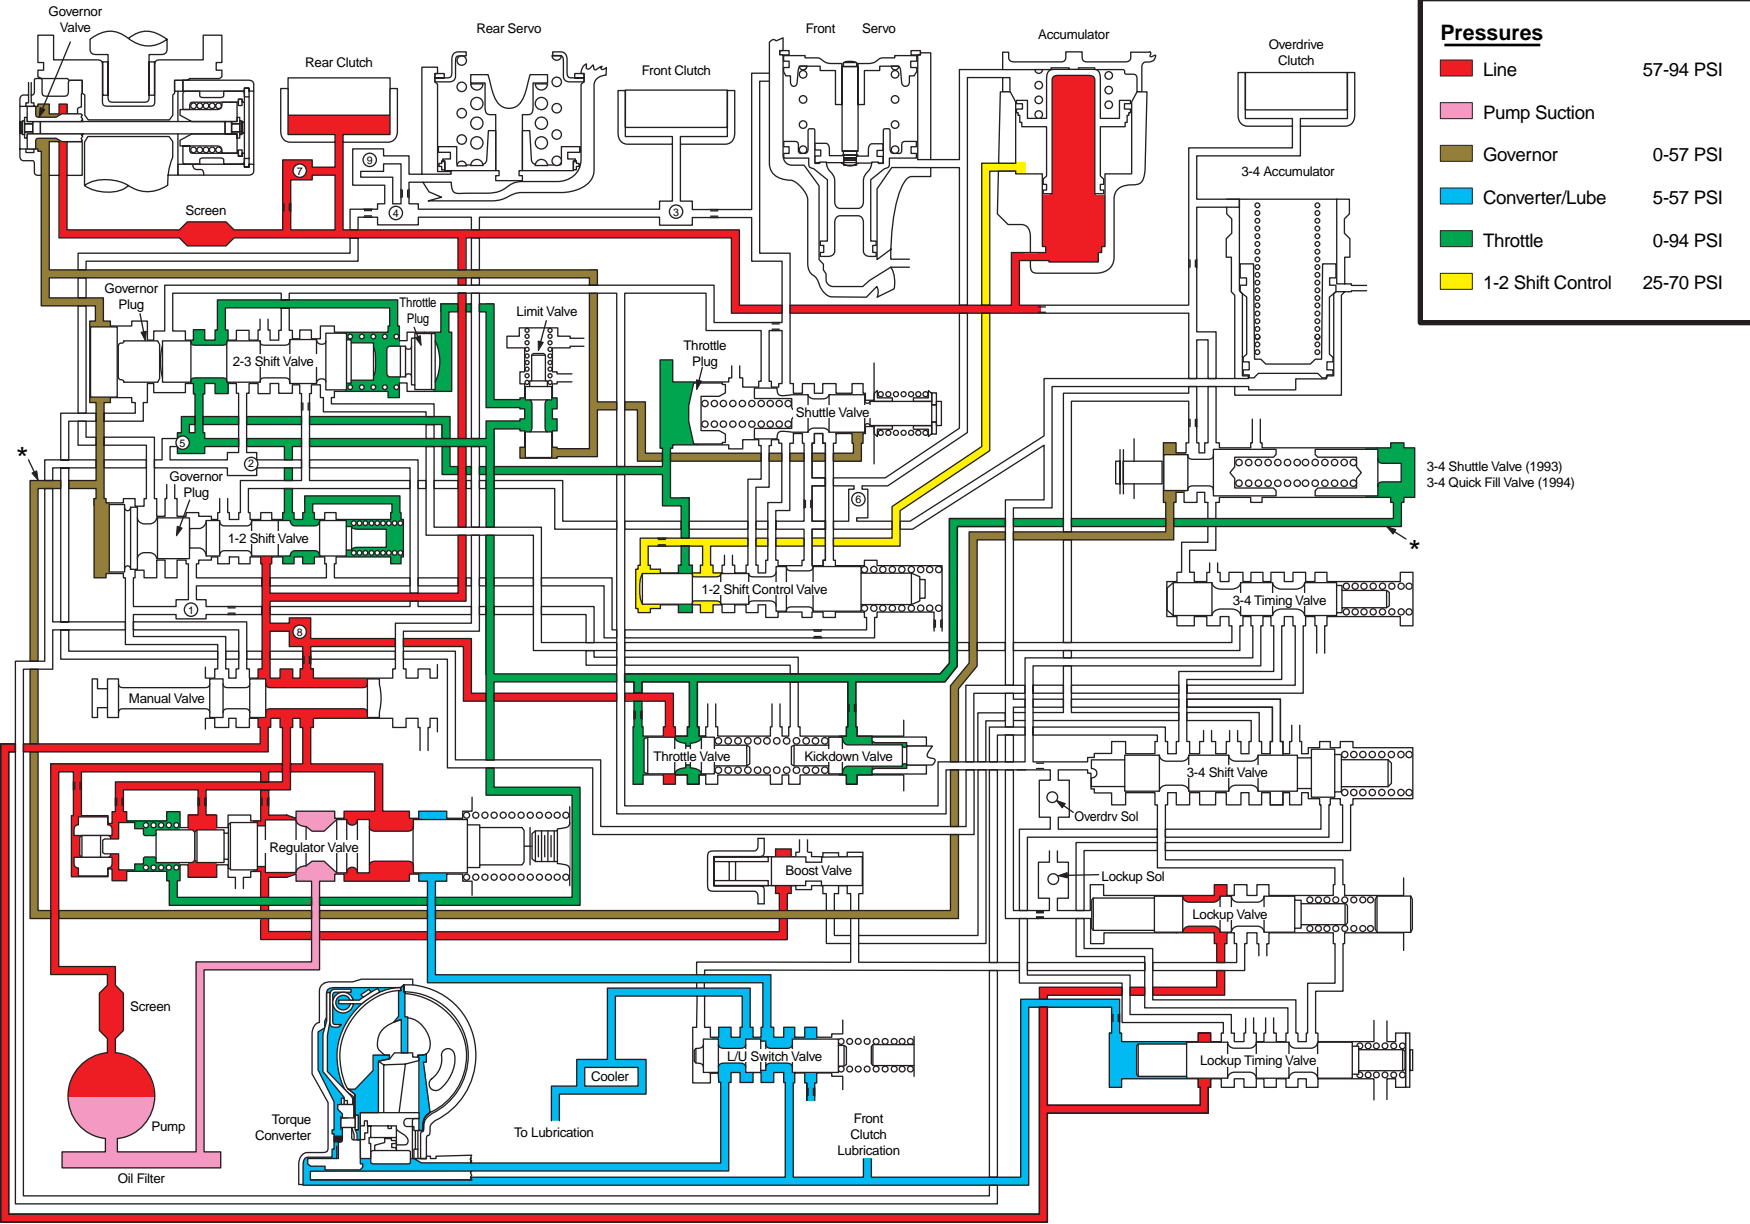 Governor
Valve
Rear Clutch
Rear Servo
Front Clutch
Front Servo
Accumulator
Overdrive
Clutch
Pressures
Line 57-94 PSI
Pump Suction
Governor 0-57 PSI
Converter/Lube 5-57 PSI
Throttle 0-94 PSI
1-2 Shift Control 25-70 PSI
7
9
4
3
3-4 Accumulator
Screen
Governor
Plug
Throttle
Plug
Limit Valve
Throttle
Plug
2-3 Shift Valve
Shuttle Valve
5
2
*
Governor
Plug
6
3-4 Shuttle Valve (1993)
3-4 Quick Fill Valve (1994)
*
1-2 Shift Valve
1-2 Shift Control Valve
3-4 Timing Valve
1
8
Manual Valve
Throttle Valve
Kickdown Valve
3-4 Shift Valve
Overdrv Sol
Regulator Valve
Boost Valve
Lockup Sol
Lockup Valve
Screen
L/U Switch Valve
Lockup Timing Valve
Cooler
Pump
Torque
Converter
To Lubrication
Front
Clutch
Lubrication
Oil Filter